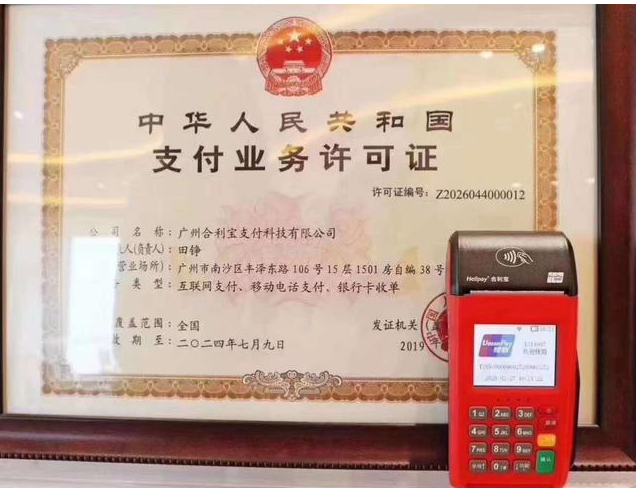 中华人民共和国
支付业务许可证
许可证编号: Z2026044000012
公司名称: 广州合利宝支付科技有限公司
人(负责人): 田铮
营业场所): 广州市南沙区丰泽东路106号15层1501房自编38号
类型: 互联网支付、移动电话支付、银行卡收单
覆盖范围: 全国
发证机关
效期至: 二〇二四年七月九日
2019
Helipay 合利宝
UnionPay
银联